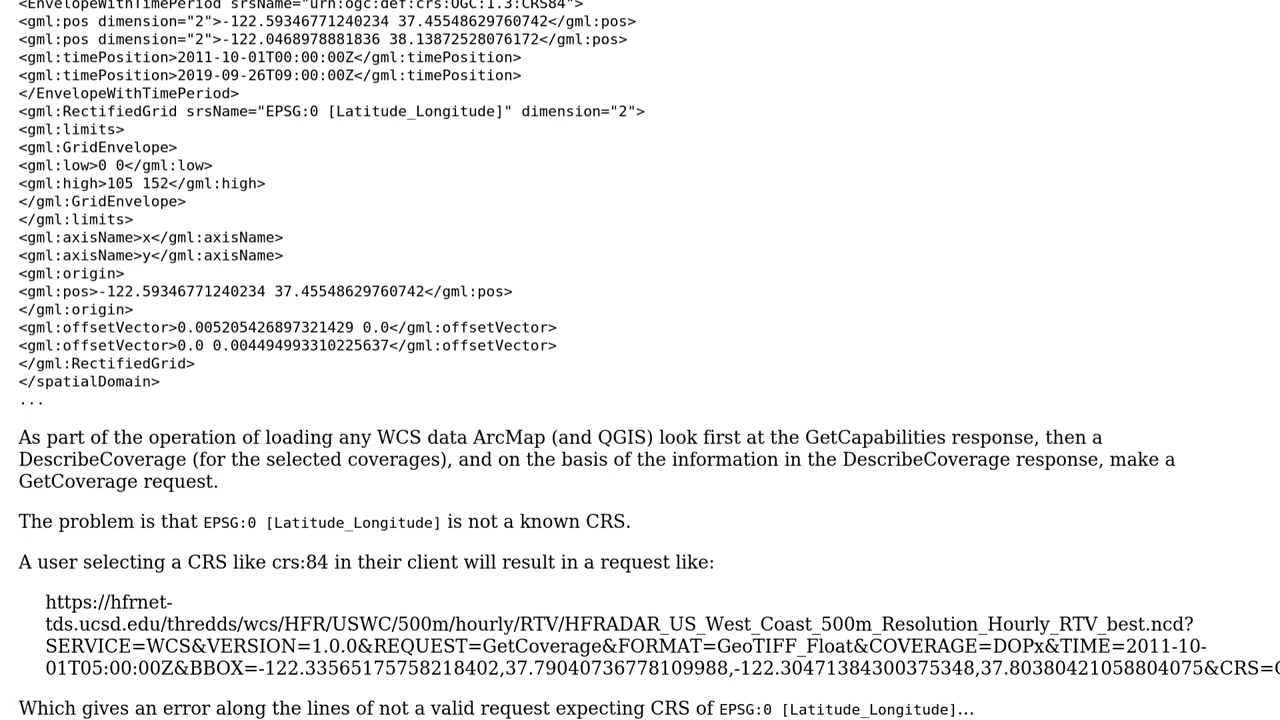 <EnvelopeWithTimePeriod srsName="urn:ogc:def:crs:OGC:1.3:CRS84">
<gml:pos dimension="2">-122.59346771240234 37.45548629760742</gml:pos>
<gml:pos dimension="2">-122.0468978881836 38.13872528076172</gml:pos>
<gml:timePosition>2011-10-01T00:00:00Z</gml:timePosition>
<gml:timePosition>2019-09-26T09:00:00Z</gml:timePosition>
</EnvelopeWithTimePeriod>
<gml:RectifiedGrid srsName="EPSG:0 [Latitude_Longitude]" dimension="2">
<gml:limits>
<gml:GridEnvelope>
<gml:low>0 0</gml:low>
<gml:high>105 152</gml:high>
</gml:GridEnvelope>
</gml:limits>
<gml:axisName>x</gml:axisName>
<gml:axisName>y</gml:axisName>
<gml:origin>
<gml:pos>-122.59346771240234 37.45548629760742</gml:pos>
</gml:origin>
<gml:offsetVector>0.005205426897321429 0.0</gml:offsetVector>
<gml:offsetVector>0.0 0.004494993310225637</gml:offsetVector>
</gml:RectifiedGrid>
</spatialDomain>
...
As part of the operation of loading any WCS data ArcMap (and QGIS) look first at the GetCapabilities response, then a
DescribeCoverage (for the selected coverages), and on the basis of the information in the DescribeCoverage response, make a
GetCoverage request.
The problem is that EPSG:0 [Latitude_Longitude] is not a known CRS.
A user selecting a CRS like crs:84 in their client will result in a request like:
https://hfrnet-
tds.ucsd.edu/thredds/wcs/HFR/USWC/500m/hourly/RTV/HFRADAR_US_West_Coast_500m_Resolution_Hourly_RTV_best.ncd?
SERVICE=WCS&VERSION=1.0.0&REQUEST=GetCoverage&FORMAT=GeoTIFF_Float&COVERAGE=DOPx&TIME=2011-10-
01T05:00:00Z&BBOX=-122.33565175758218402,37.79040736778109988,-122.30471384300375348,37.80380421058804075&CRS=
Which gives an error along the lines of not a valid request expecting CRS of EPSG:0 [Latitude_Longitude]...